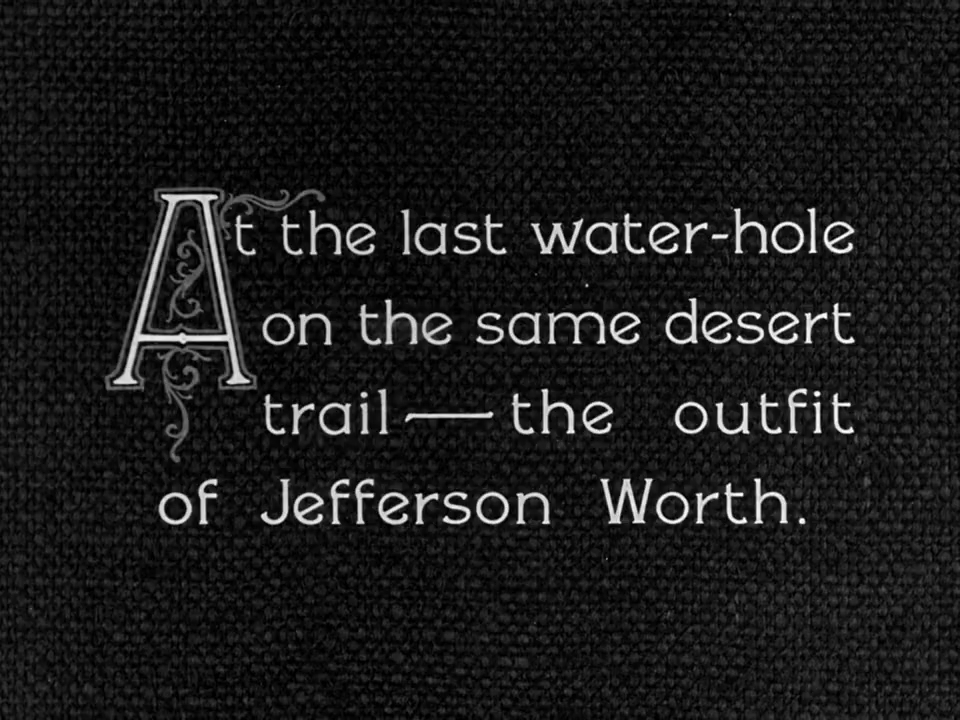 At the last water-hole
on the same desert
trail — the outfit
of Jefferson Worth.